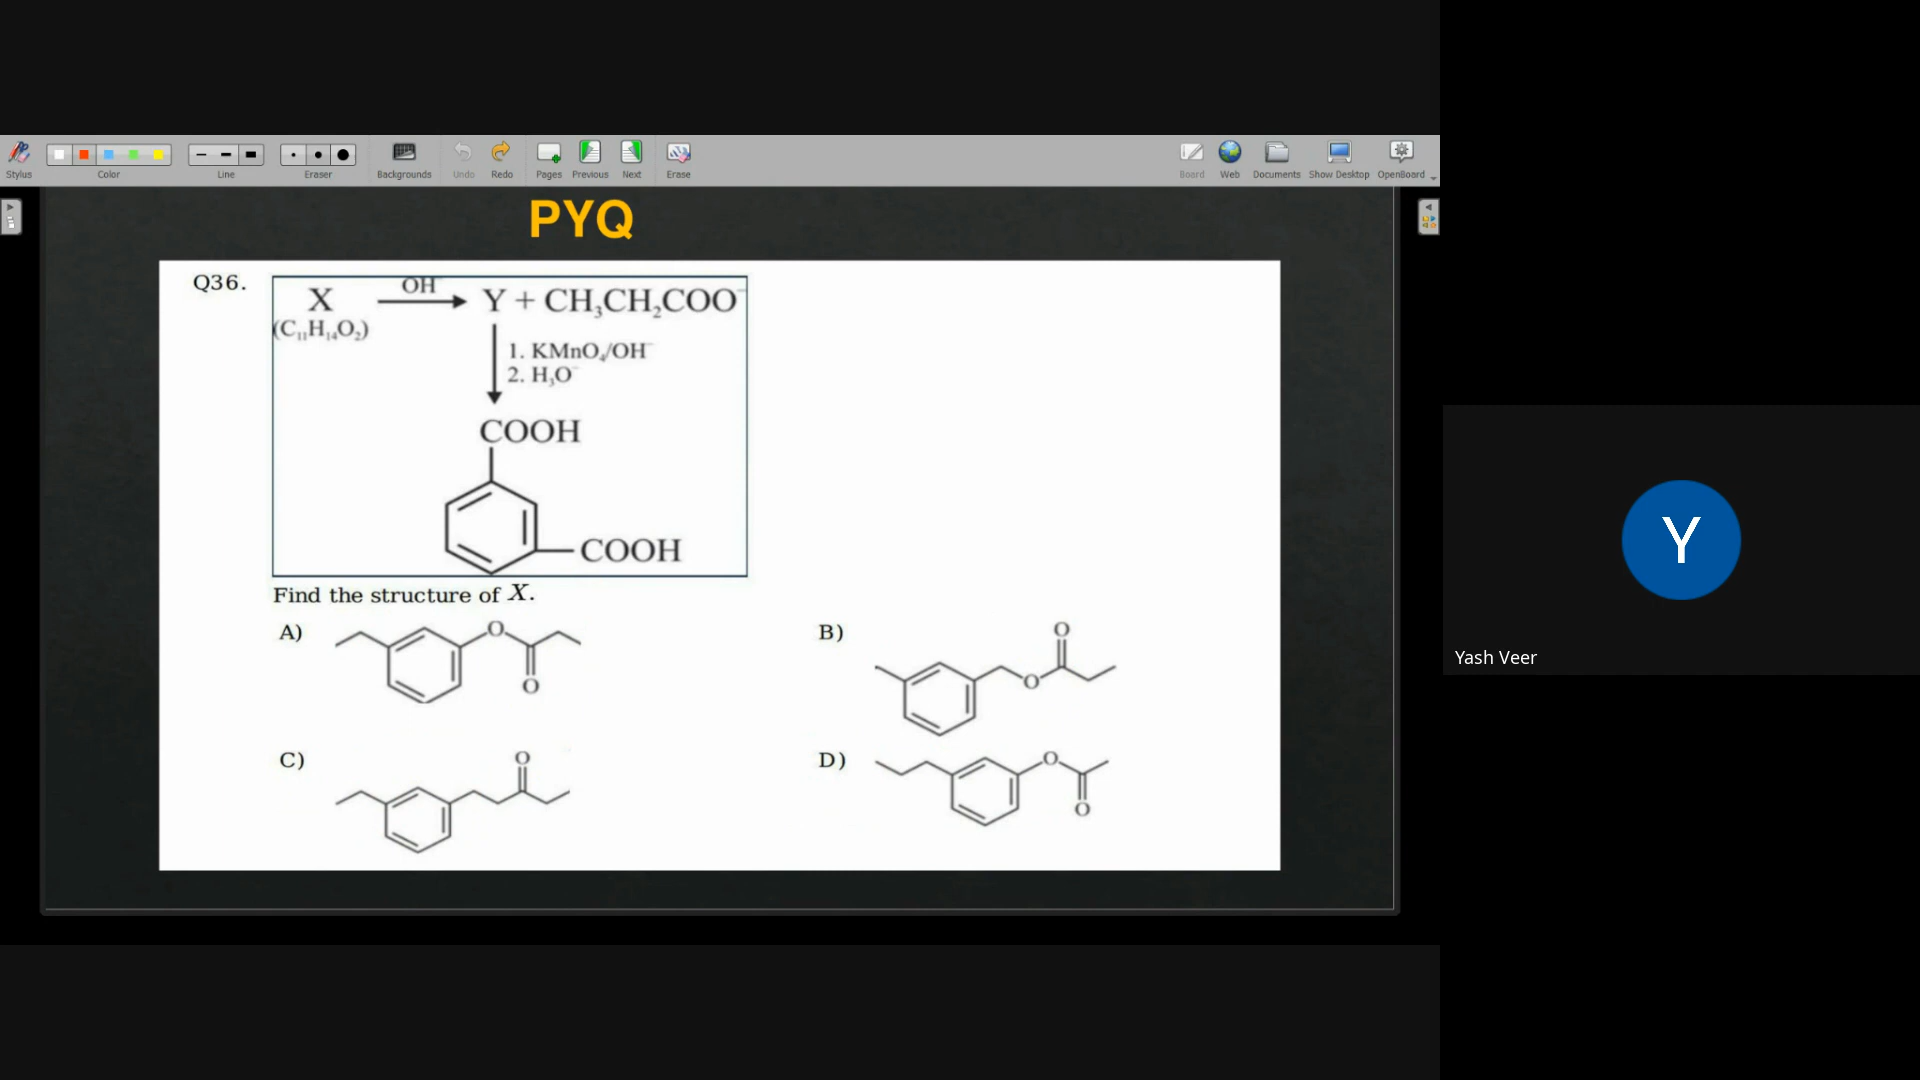 Stylus
Color
Line
Eraser
Backgrounds
Undo
Redo
Pages
Previous
Next
Erase
Board
Web
Documents
Show Desktop
OpenBoard
PYQ
Q36.
X
(C₁₁H₁₄O₂)
OH⁻
Y + CH₃CH₂COO⁻
1. KMnO₄/OH⁻
2. H₃O⁻
COOH
COOH
Find the structure of X.
A)
O
O
B)
O
O
C)
O
D)
O
O
Y
Yash Veer